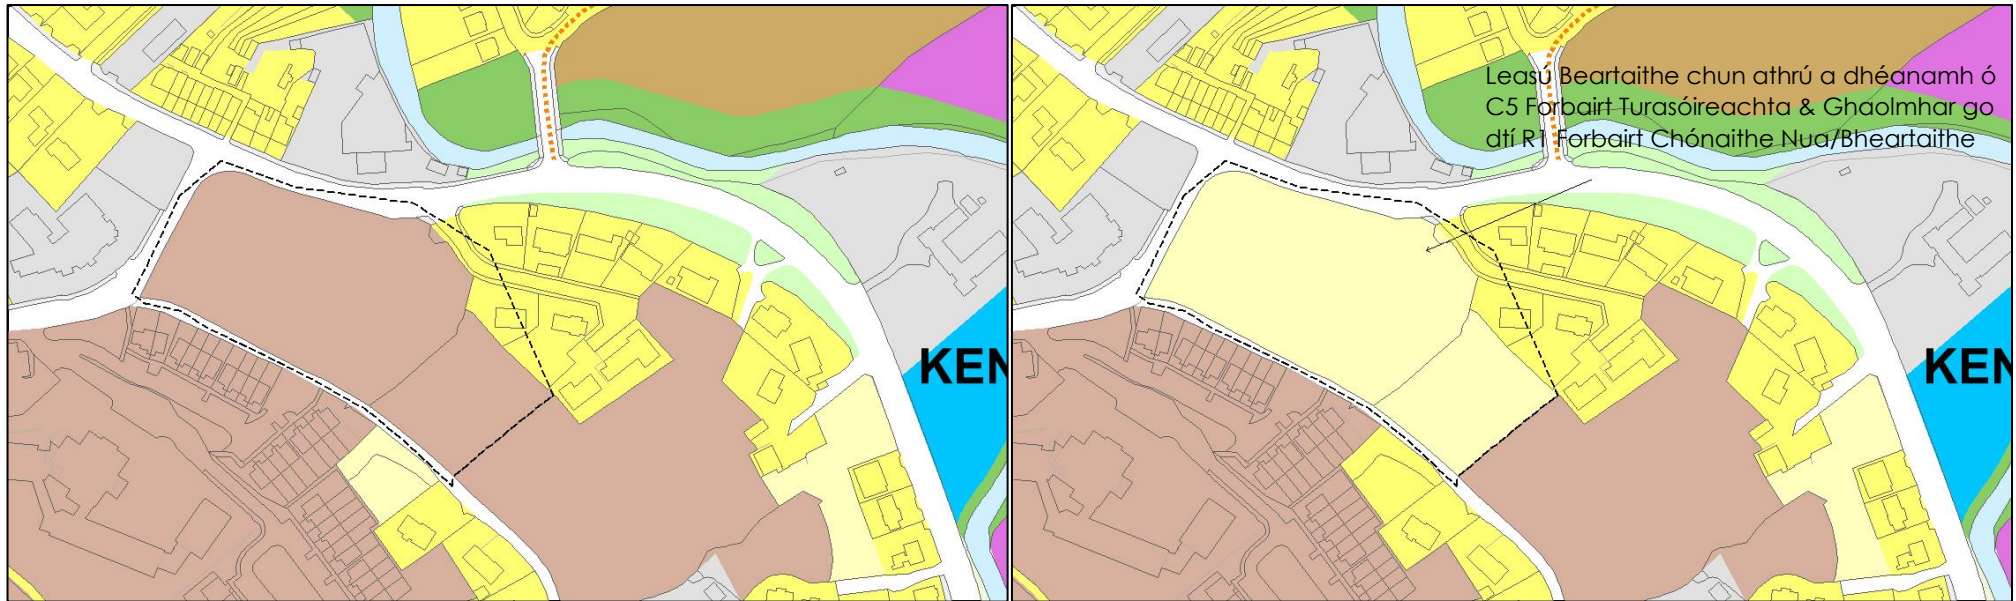 KEN
Leasú Beartaithe chun athrú a dhéanamh ó
C5 Forbairt Turasóireachta & Ghaolmhar go
dtí R1 Forbairt Chónaithe Nua/Bheartaithe
KEN